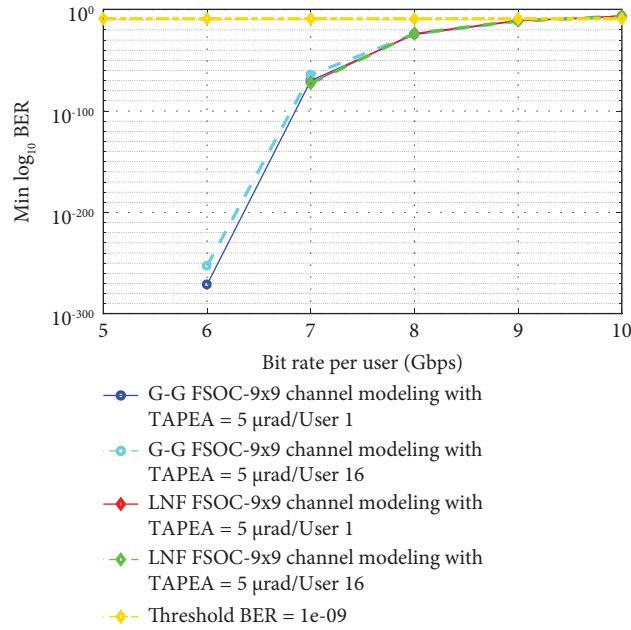 10⁰
10⁻¹⁰⁰
10⁻²⁰⁰
10⁻³⁰⁰
Min log₁₀ BER
5 6 7 8 9 10
Bit rate per user (Gbps)
G-G FSOC-9x9 channel modeling with
TAPEA = 5 μrad/User 1
G-G FSOC-9x9 channel modeling with
TAPEA = 5 μrad/User 16
LNF FSOC-9x9 channel modeling with
TAPEA = 5 μrad/User 1
LNF FSOC-9x9 channel modeling with
TAPEA = 5 μrad/User 16
Threshold BER = 1e-09